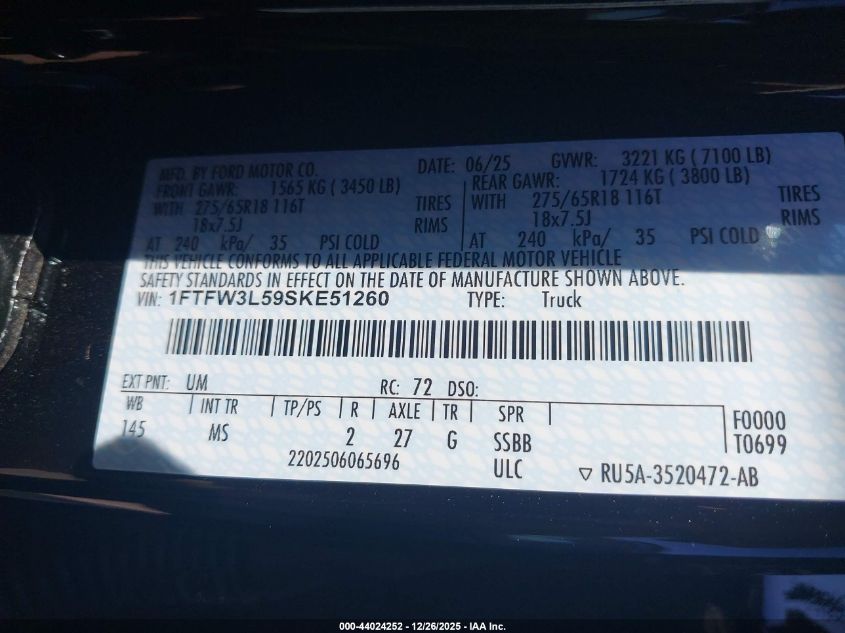 MFD. BY FORD MOTOR CO. DATE: 06/25 GVWR: 3221 KG ( 7100 LB)
FRONT GAWR: 1565 KG ( 3450 LB) REAR GAWR: 1724 KG ( 3800 LB)
WITH 275/65R18 116T TIRES WITH 275/65R18 116T TIRES
18x7.5J RIMS 18x7.5J RIMS
AT 240 kPa/ 35 PSI COLD AT 240 kPa/ 35 PSI COLD
THIS VEHICLE CONFORMS TO ALL APPLICABLE FEDERAL MOTOR VEHICLE
SAFETY STANDARDS IN EFFECT ON THE DATE OF MANUFACTURE SHOWN ABOVE.
VIN: 1FTFW3L59SKE51260 TYPE: Truck
EXT PNT: UM RC: 72 DSO:
WB INT TR TP/PS R AXLE TR SPR F0000
145 MS 2 27 G SSBB T0699
2202506065696 ULC ▽ RU5A-3520472-AB
000-44024252 - 12/26/2025 - IAA Inc.